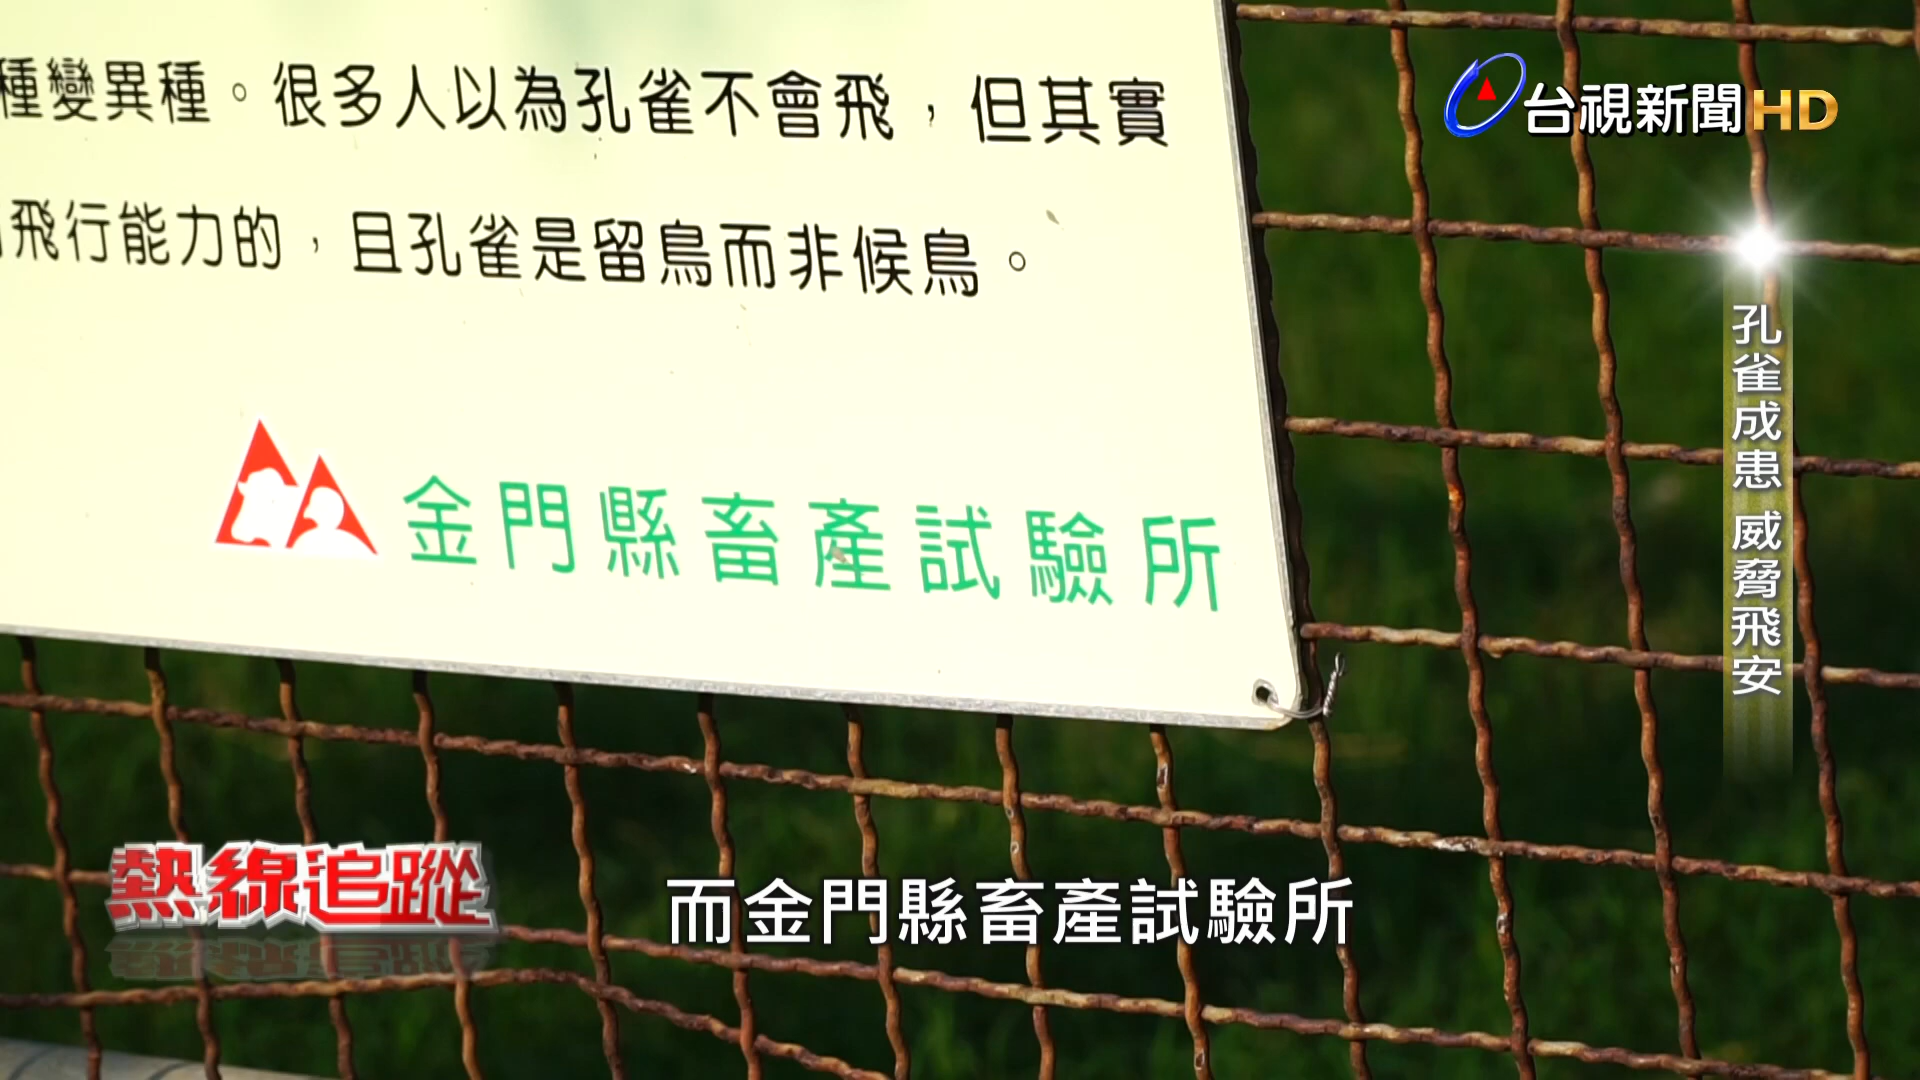 種變異種。很多人以為孔雀不會飛，但其實
飛行能力的，且孔雀是留鳥而非候鳥。
金門縣畜產試驗所
台視新聞HD
孔雀成患 威脅飛安
熱線追蹤
而金門縣畜產試驗所